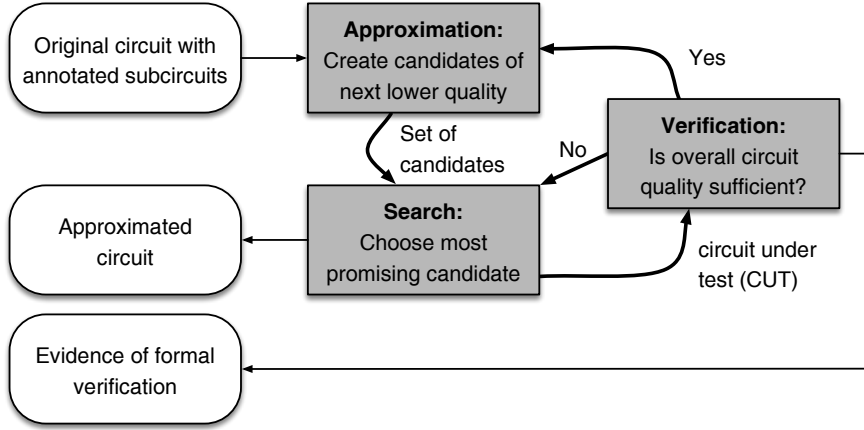 Original circuit with
annotated subcircuits
Approximation:
Create candidates of
next lower quality
Yes
Set of
candidates
No
Verification:
Is overall circuit
quality sufficient?
Approximated
circuit
Search:
Choose most
promising candidate
circuit under
test (CUT)
Evidence of formal
verification